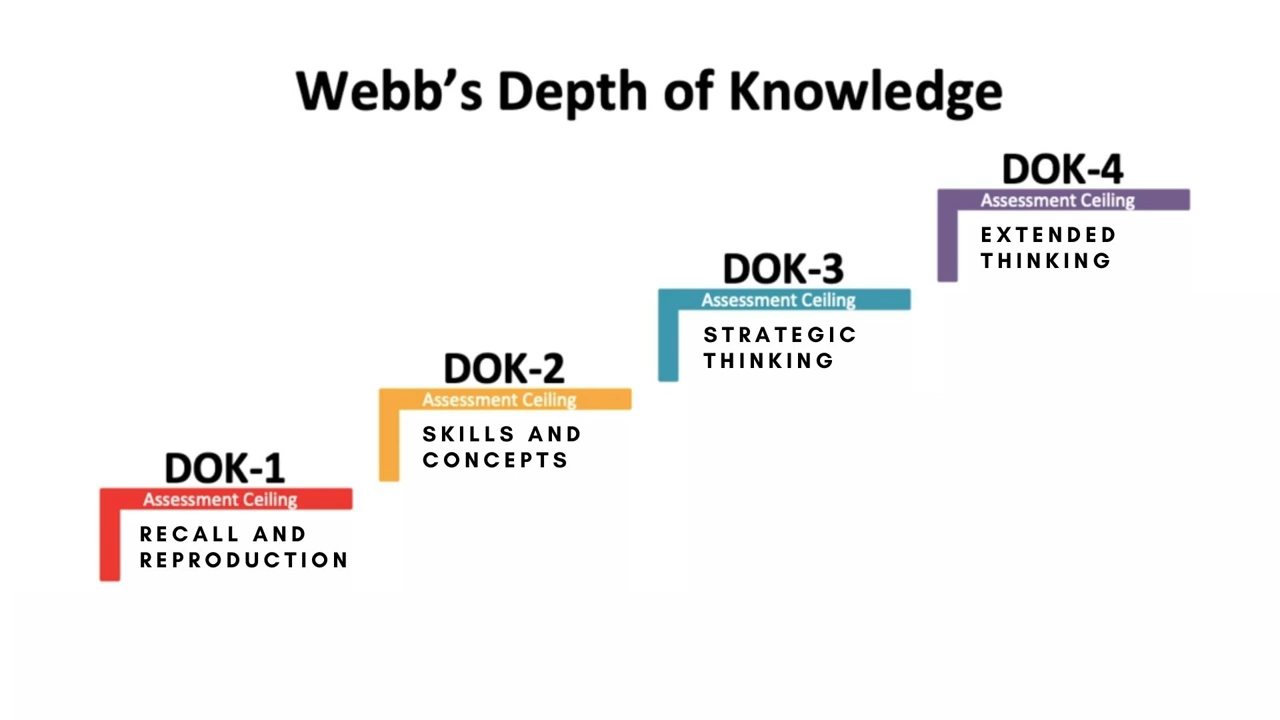 Webb’s Depth of Knowledge
DOK-1
Assessment Ceiling
RECALL AND
REPRODUCTION
DOK-2
Assessment Ceiling
SKILLS AND
CONCEPTS
DOK-3
Assessment Ceiling
STRATEGIC
THINKING
DOK-4
Assessment Ceiling
EXTENDED
THINKING